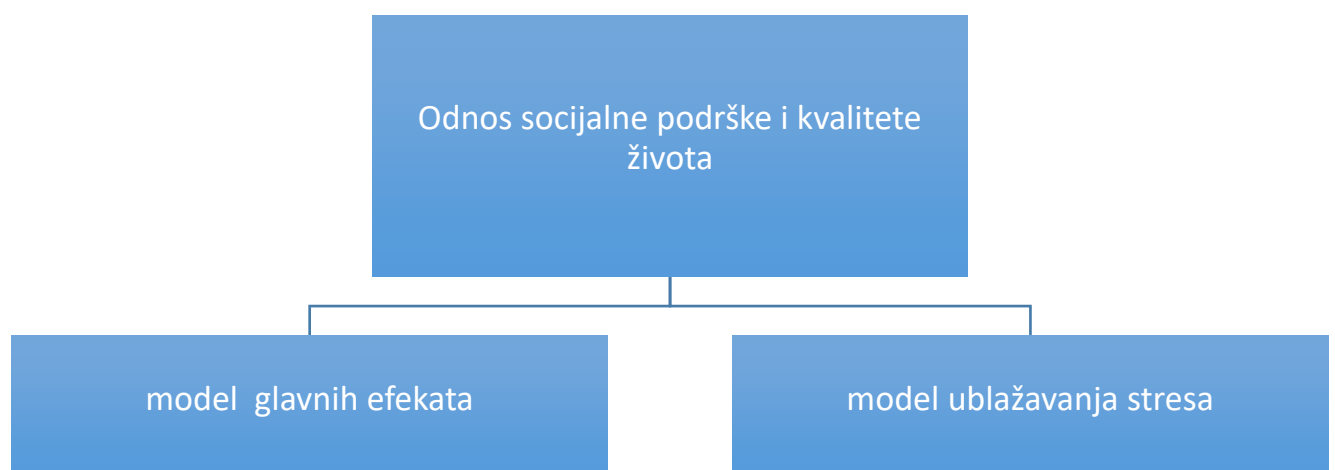 Odnos socijalne podrške i kvalitete
života
model  glavnih efekata
model ublažavanja stresa